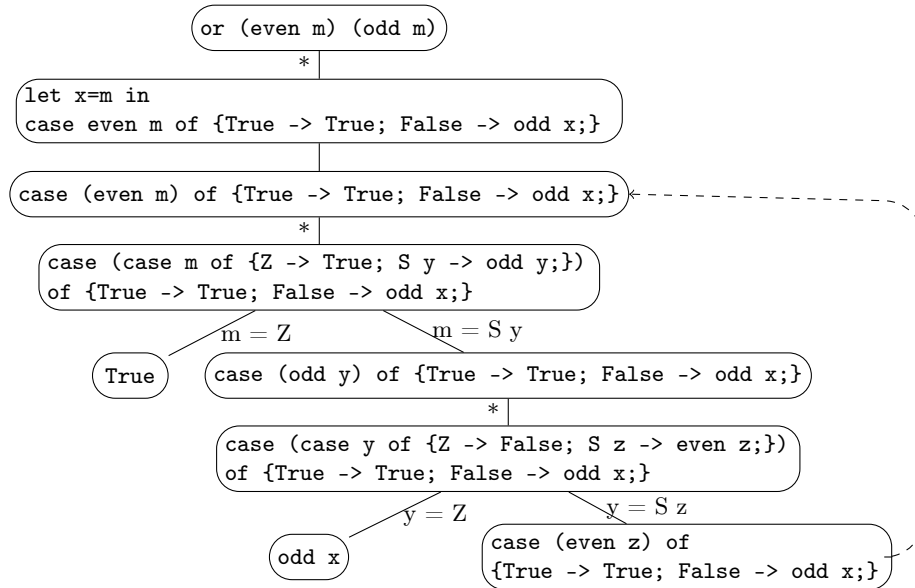 or (even m) (odd m)
*
let x=m in
case even m of {True -> True; False -> odd x;}
case (even m) of {True -> True; False -> odd x;}
*
case (case m of {Z -> True; S y -> odd y;})
of {True -> True; False -> odd x;}
m = Z
m = S y
True
case (odd y) of {True -> True; False -> odd x;}
*
case (case y of {Z -> False; S z -> even z;})
of {True -> True; False -> odd x;}
y = Z
y = S z
odd x
case (even z) of
{True -> True; False -> odd x;}